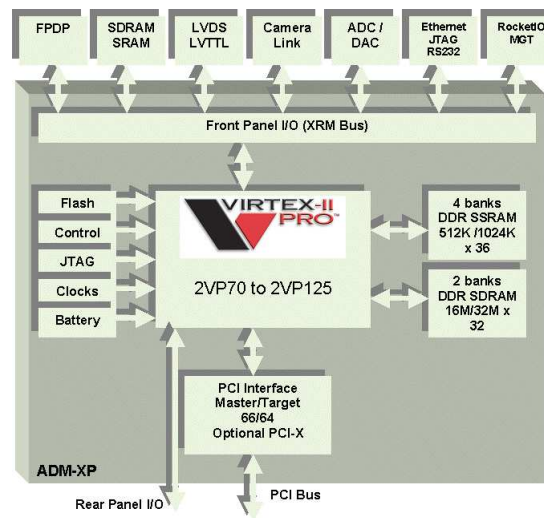 FPDP
SDRAM
SRAM
LVDS
LVTTL
Camera
Link
ADC /
DAC
Ethernet
JTAG
RS232
RocketIO
MGT
Front Panel I/O (XRM Bus)
Flash
Control
JTAG
Clocks
Battery
VIRTEX-II
PRO™
2VP70 to 2VP125
4 banks
DDR SSRAM
512K /1024K
x 36
2 banks
DDR SDRAM
16M/32M x
32
PCI Interface
Master/Target
66/64
Optional PCI-X
ADM-XP
Rear Panel I/O
PCI Bus